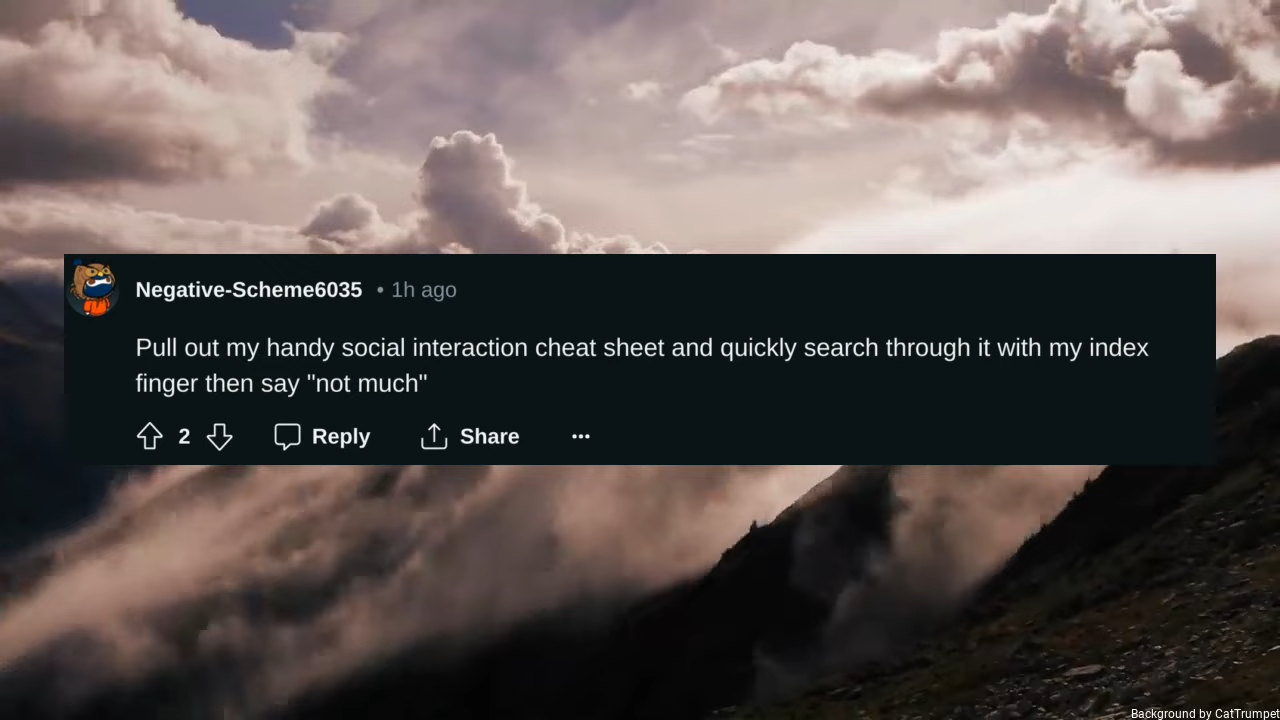 Negative-Scheme6035 • 1h ago
Pull out my handy social interaction cheat sheet and quickly search through it with my index
finger then say "not much"
2 Reply Share ···
Background by CatTrumpet